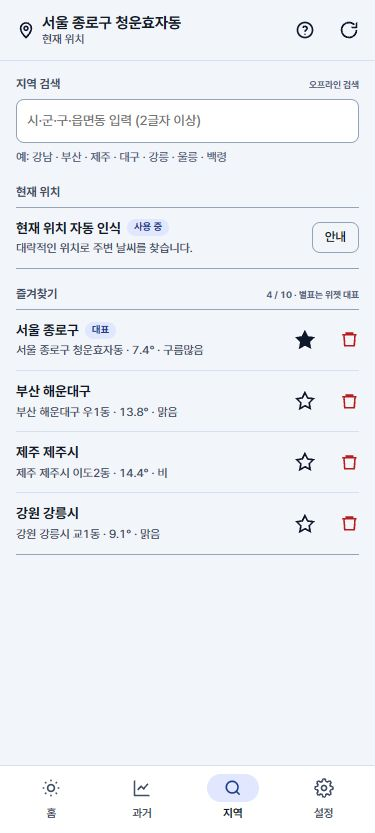 서울 종로구 청운효자동
현재 위치
지역 검색
오프라인 검색
시·군·구·읍면동 입력 (2글자 이상)
예: 강남 · 부산 · 제주 · 대구 · 강릉 · 울릉 · 백령
현재 위치
현재 위치 자동 인식 사용 중
대략적인 위치로 주변 날씨를 찾습니다.
안내
즐겨찾기
4 / 10 · 별표는 위젯 대표
서울 종로구 대표
서울 종로구 청운효자동 · 7.4° · 구름많음
부산 해운대구
부산 해운대구 우1동 · 13.8° · 맑음
제주 제주시
제주 제주시 이도2동 · 14.4° · 비
강원 강릉시
강원 강릉시 교1동 · 9.1° · 맑음
홈 과거 지역 설정